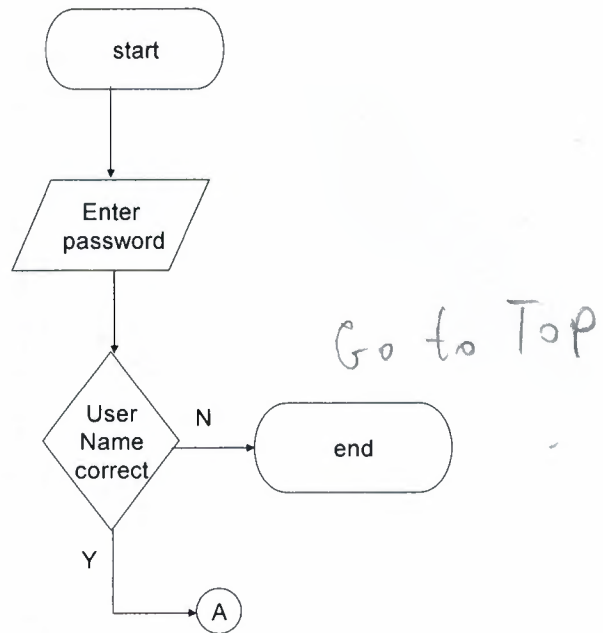 start
Enter
password
Go to Top
User
Name
correct
N
end
Y
A